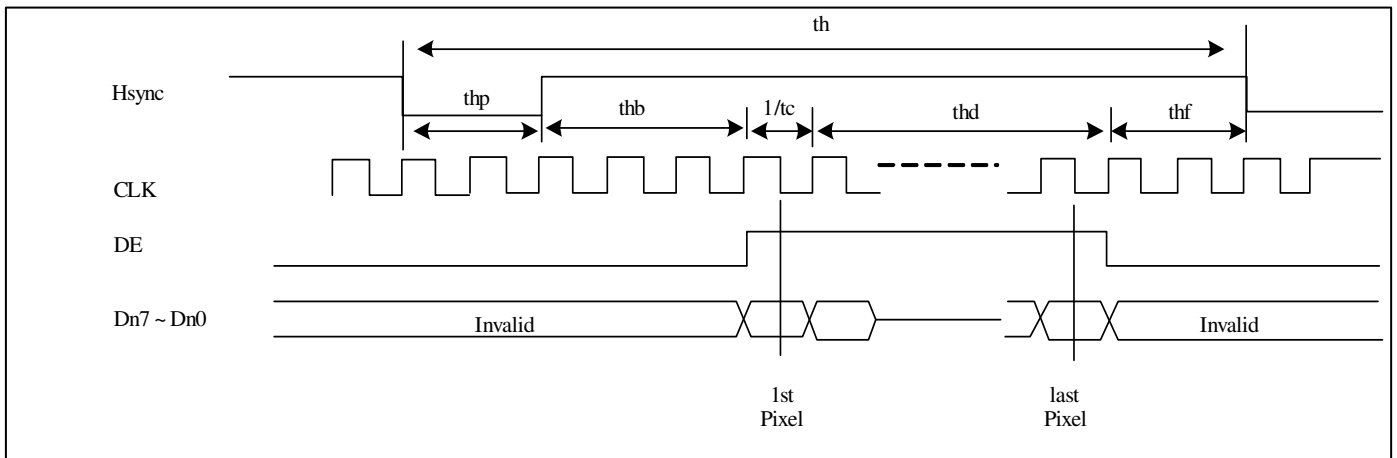 th
Hsync
thp
thb
1/tc
thd
thf
CLK
DE
Dn7 ~ Dn0
Invalid
Invalid
1st
Pixel
last
Pixel